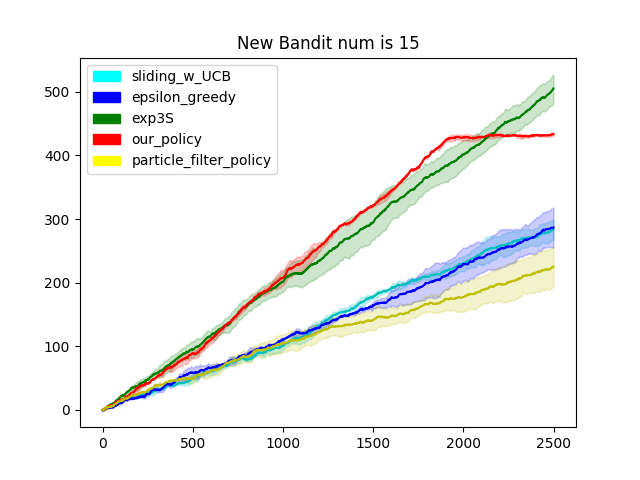 New Bandit num is 15
sliding_w_UCB
epsilon_greedy
exp3S
our_policy
particle_filter_policy
500
400
300
200
100
0
0 500 1000 1500 2000 2500